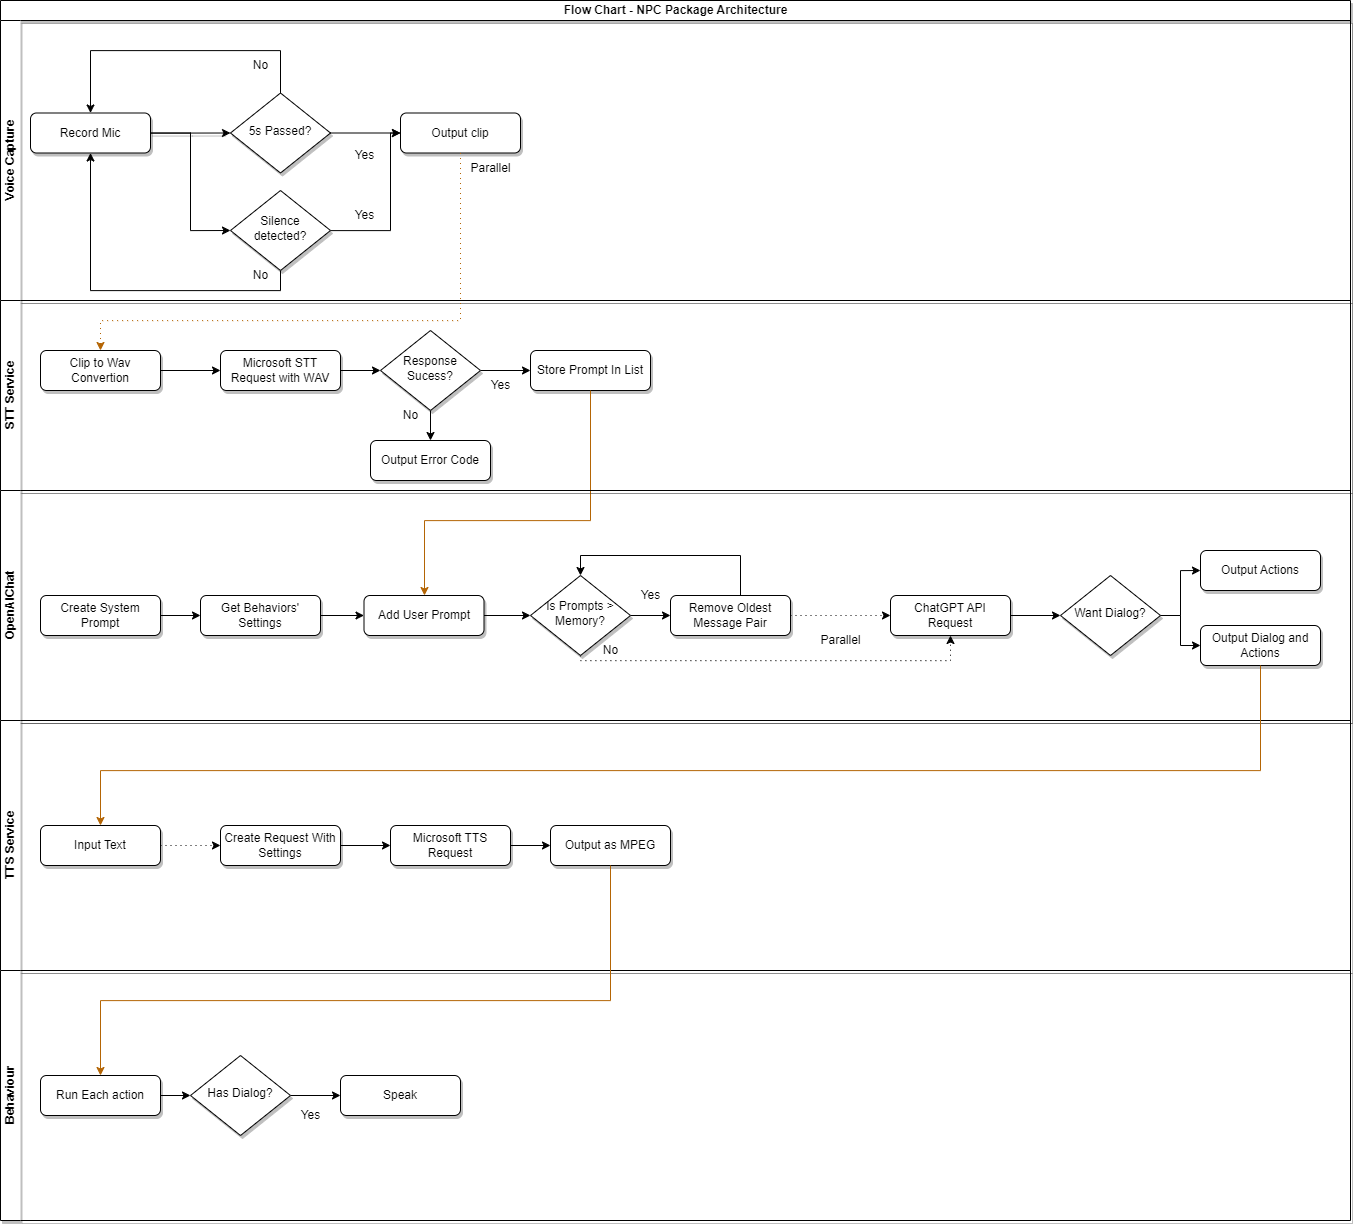 Flow Chart - NPC Package Architecture
Voice Capture
No
Record Mic
5s Passed?
Yes
Output clip
Parallel
Silence
detected?
Yes
No
STT Service
Clip to Wav
Convertion
Microsoft STT
Request with WAV
Response
Sucess?
Yes
Store Prompt In List
No
Output Error Code
OpenAIChat
Create System
Prompt
Get Behaviors'
Settings
Add User Prompt
Is Prompts >
Memory?
Yes
No
Remove Oldest
Message Pair
Parallel
ChatGPT API
Request
Want Dialog?
Output Actions
Output Dialog and
Actions
TTS Service
Input Text
Create Request With
Settings
Microsoft TTS
Request
Output as MPEG
Behaviour
Run Each action
Has Dialog?
Yes
Speak